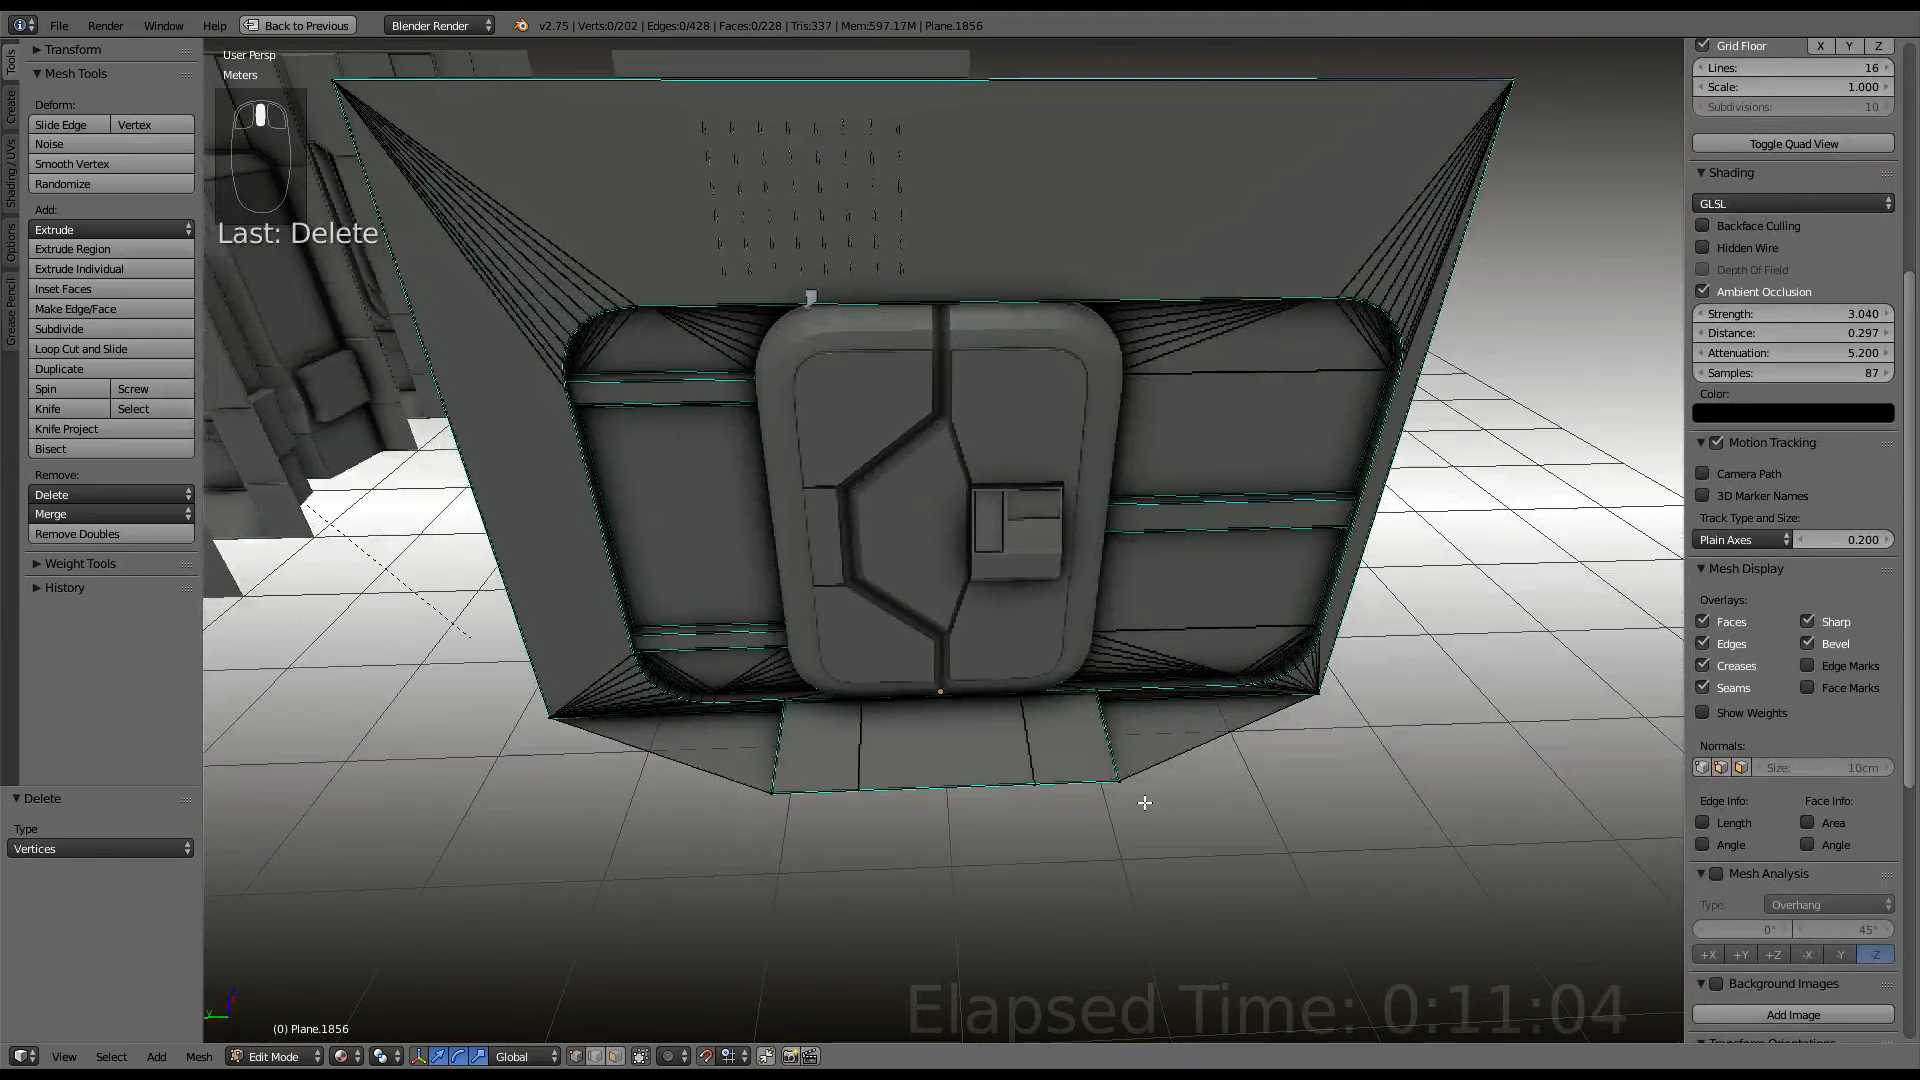 File Render Window Help Back to Previous Blender Render v2.75 | Verts:0/202 | Edges:0/428 | Faces:0/228 | Tris:337 | Mem:597.17M | Plane.1856
Tools
Create
Shading / UVs
Options
Grease Pencil
Transform
Mesh Tools
Deform:
Slide Edge Vertex
Noise
Smooth Vertex
Randomize
Add:
Extrude
Extrude Region
Extrude Individual
Inset Faces
Make Edge/Face
Subdivide
Loop Cut and Slide
Duplicate
Spin Screw
Knife Select
Knife Project
Bisect
Remove:
Delete
Merge
Remove Doubles
Weight Tools
History
Delete
Type
Vertices
User Persp
Meters
Last: Delete
Elapsed Time: 0:11:04
(0) Plane.1856
Grid Floor X Y Z
Lines: 16
Scale: 1.000
Subdivisions: 10
Toggle Quad View
Shading
GLSL
Backface Culling
Hidden Wire
Depth Of Field
Ambient Occlusion
Strength: 3.040
Distance: 0.297
Attenuation: 5.200
Samples: 87
Color:
Motion Tracking
Camera Path
3D Marker Names
Track Type and Size:
Plain Axes 0.200
Mesh Display
Overlays:
Faces Sharp
Edges Bevel
Creases Edge Marks
Seams Face Marks
Show Weights
Normals:
Size: 10cm
Edge Info: Face Info:
Length Area
Angle Angle
Mesh Analysis
Type: Overhang
0° 45°
+X +Y +Z -X -Y -Z
Background Images
Add Image
Transform Orientations
View Select Add Mesh Edit Mode Global